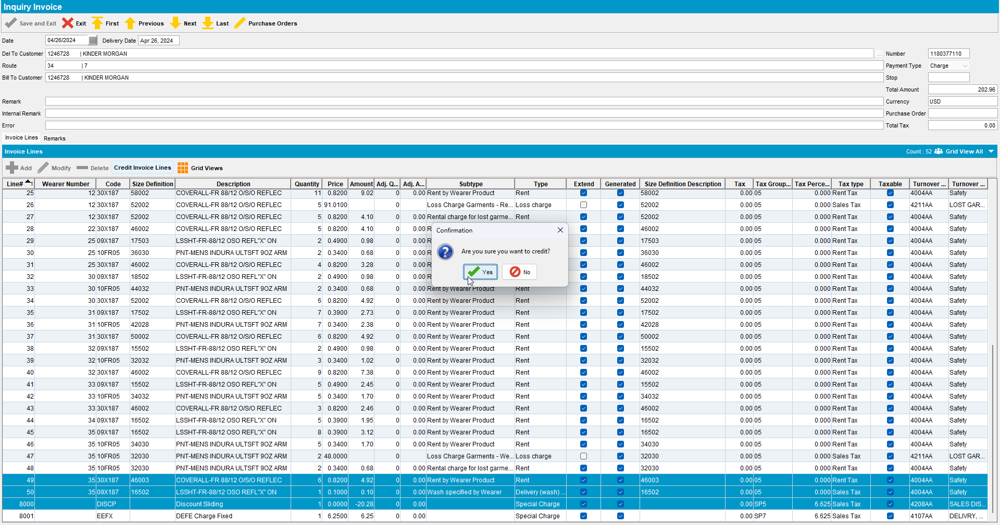 Inquiry Invoice
Save and Exit Exit First Previous Next Last Purchase Orders
Date 04/26/2024 16 Delivery Date Apr 26, 2024
Del To Customer 1246728 | KINDER MORGAN ... Number 1180377110
Route 34 | 7 Payment Type Charge
Bill To Customer 1246728 | KINDER MORGAN Stop
Total Amount 202.96
Remark Currency USD
Internal Remark Purchase Order
Error Total Tax 0.00
Invoice Lines Remarks
Invoice Lines Count : 52 Grid View All
Add Modify Delete Credit Invoice Lines Grid Views
Line# 1 Wearer Number Code Size Definition Description Quantity Price Amount Adj. Q... Adj. A... Subtype Type Extend Generated Size Definition Description Tax Tax Group... Tax Perce... Tax type Taxable Turnover ... Turnover ...
25 12 30X187 58002 COVERALL-FR 88/12 O/S/O REFLEC 11 0.8200 9.02 0 0.00 Rent by Wearer Product Rent 58002 0.00 05 0.000 Rent Tax 4004AA Safety
26 12 30X187 52002 COVERALL-FR 88/12 O/S/O REFLEC 5 91.0100 0 Loss Charge Garments - Re... Loss charge 52002 0.00 05 0.000 Sales Tax 4211AA LOST GAR...
27 12 30X187 52002 COVERALL-FR 88/12 O/S/O REFLEC 5 0.8200 4.10 0 0.00 Rental charge for lost garme... Rent 52002 0.00 05 0.000 Rent Tax 4004AA Safety
28 22 30X187 46002 COVERALL-FR 88/12 O/S/O REFLEC 5 0.8200 4.10 0 0.00 R 46002 0.00 05 0.000 Rent Tax 4004AA Safety
29 25 09X187 17503 LSSHT-FR-88/12 OSO REFL"X" ON 2 0.4900 0.98 0 0.00 R 17503 0.00 05 0.000 Rent Tax 4004AA Safety
30 25 10FR05 36030 PNT-MENS INDURA ULTSFT 9OZ ARM 2 0.3400 0.68 0 0.00 R 36030 0.00 05 0.000 Rent Tax 4004AA Safety
31 25 30X187 46002 COVERALL-FR 88/12 O/S/O REFLEC 4 0.8200 3.28 0 0.00 R 46002 0.00 05 0.000 Rent Tax 4004AA Safety
32 30 09X187 18502 LSSHT-FR-88/12 OSO REFL"X" ON 2 0.4900 0.98 0 0.00 R 18502 0.00 05 0.000 Rent Tax 4004AA Safety
33 30 10FR05 44032 PNT-MENS INDURA ULTSFT 9OZ ARM 2 0.3400 0.68 0 0.00 Rent by Wearer Product Rent 44032 0.00 05 0.000 Rent Tax 4004AA Safety
34 30 30X187 52002 COVERALL-FR 88/12 O/S/O REFLEC 6 0.8200 4.92 0 0.00 Rent by Wearer Product Rent 52002 0.00 05 0.000 Rent Tax 4004AA Safety
35 31 09X187 17502 LSSHT-FR-88/12 OSO REFL"X" ON 7 0.3900 2.73 0 0.00 Rent by Wearer Product Rent 17502 0.00 05 0.000 Rent Tax 4004AA Safety
36 31 10FR05 42028 PNT-MENS INDURA ULTSFT 9OZ ARM 7 0.3400 2.38 0 0.00 Rent by Wearer Product Rent 42028 0.00 05 0.000 Rent Tax 4004AA Safety
37 31 30X187 50002 COVERALL-FR 88/12 O/S/O REFLEC 6 0.8200 4.92 0 0.00 Rent by Wearer Product Rent 50002 0.00 05 0.000 Rent Tax 4004AA Safety
38 32 09X187 15502 LSSHT-FR-88/12 OSO REFL"X" ON 2 0.4900 0.98 0 0.00 Rent by Wearer Product Rent 15502 0.00 05 0.000 Rent Tax 4004AA Safety
39 32 10FR05 32032 PNT-MENS INDURA ULTSFT 9OZ ARM 3 0.3400 1.02 0 0.00 Rent by Wearer Product Rent 32032 0.00 05 0.000 Rent Tax 4004AA Safety
40 32 30X187 46002 COVERALL-FR 88/12 O/S/O REFLEC 9 0.8200 7.38 0 0.00 Rent by Wearer Product Rent 46002 0.00 05 0.000 Rent Tax 4004AA Safety
41 33 09X187 15502 LSSHT-FR-88/12 OSO REFL"X" ON 5 0.4900 2.45 0 0.00 Rent by Wearer Product Rent 15502 0.00 05 0.000 Rent Tax 4004AA Safety
42 33 10FR05 34032 PNT-MENS INDURA ULTSFT 9OZ ARM 5 0.3400 1.70 0 0.00 Rent by Wearer Product Rent 34032 0.00 05 0.000 Rent Tax 4004AA Safety
43 33 30X187 46002 COVERALL-FR 88/12 O/S/O REFLEC 3 0.8200 2.46 0 0.00 Rent by Wearer Product Rent 46002 0.00 05 0.000 Rent Tax 4004AA Safety
44 34 09X187 16502 LSSHT-FR-88/12 OSO REFL"X" ON 5 0.3900 1.95 0 0.00 Rent by Wearer Product Rent 16502 0.00 05 0.000 Rent Tax 4004AA Safety
45 35 09X187 16502 LSSHT-FR-88/12 OSO REFL"X" ON 8 0.3900 3.12 0 0.00 Rent by Wearer Product Rent 16502 0.00 05 0.000 Rent Tax 4004AA Safety
46 35 10FR05 34030 PNT-MENS INDURA ULTSFT 9OZ ARM 5 0.3400 1.70 0 0.00 Rent by Wearer Product Rent 34030 0.00 05 0.000 Rent Tax 4004AA Safety
47 35 10FR05 32030 PNT-MENS INDURA ULTSFT 9OZ ARM 2 48.0000 0 Loss Charge Garments - We... Loss charge 32030 0.00 05 0.000 Sales Tax 4211AA LOST GAR...
48 35 10FR05 32030 PNT-MENS INDURA ULTSFT 9OZ ARM 2 0.3400 0.68 0 0.00 Rental charge for lost garme... Rent 32030 0.00 05 0.000 Rent Tax 4004AA Safety
49 35 30X187 46003 COVERALL-FR 88/12 O/S/O REFLEC 6 0.8200 4.92 0 0.00 Rent by Wearer Product Rent 46003 0.00 05 0.000 Rent Tax 4004AA Safety
50 35 09X187 16502 LSSHT-FR-88/12 OSO REFL"X" ON 1 0.1000 0.10 0 0.00 Wash specified by Wearer Delivery (wash) ... 16502 0.00 05 0.000 Sales Tax 4004AA Safety
8000 DISCP Discount Sliding 1 0.0000 -20.28 0 0.00 Special Charge 0.00 SP5 6.625 Sales Tax 4208AA SALES DIS...
8001 EEFX DEFE Charge Fixed 1 6.2500 6.25 0 0.00 Special Charge 0.00 SP7 6.625 Sales Tax 4107AA DELIVRY, ...
Confirmation
Are you sure you want to credit?
Yes No